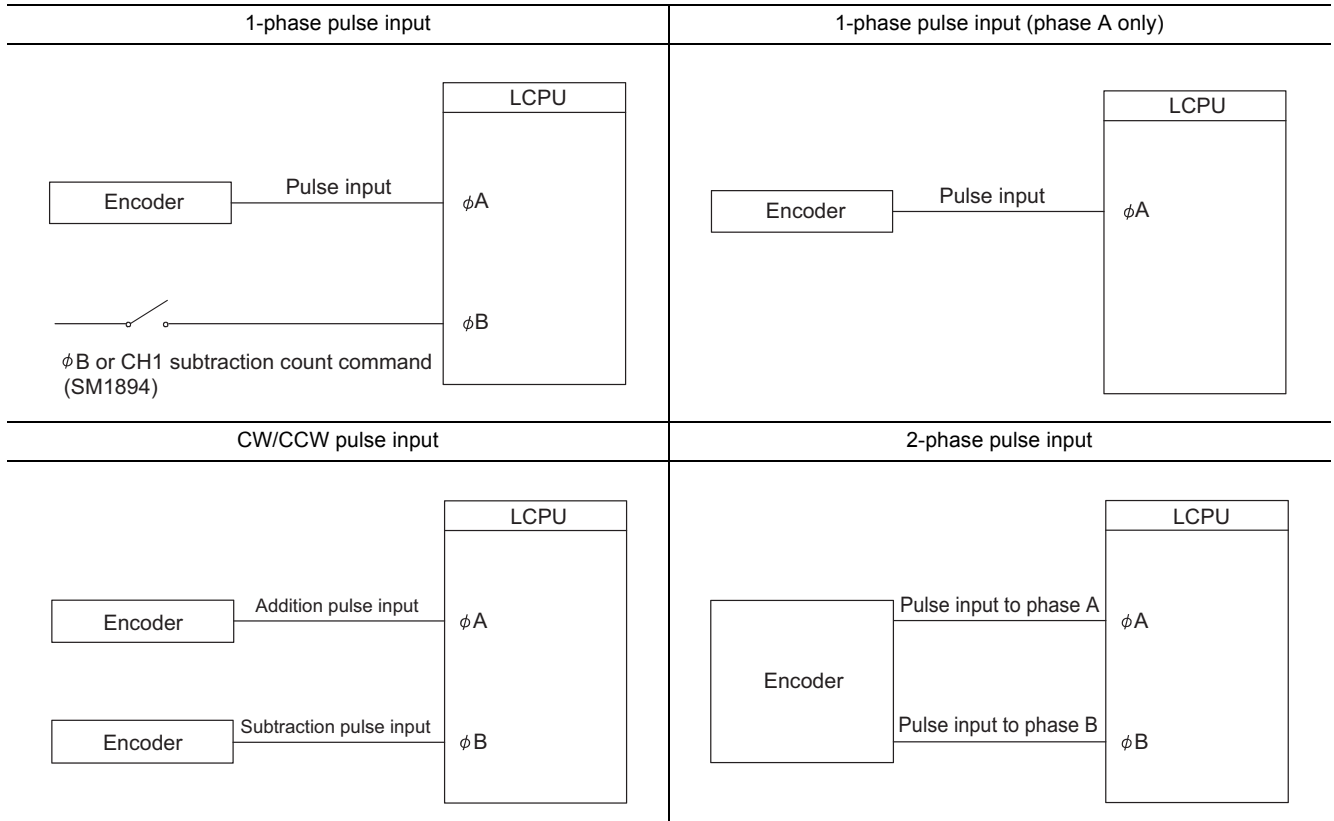 1-phase pulse input
1-phase pulse input (phase A only)
LCPU
Encoder
Pulse input
ϕA
ϕB
ϕB or CH1 subtraction count command
(SM1894)
LCPU
Encoder
Pulse input
ϕA
CW/CCW pulse input
2-phase pulse input
LCPU
Encoder
Addition pulse input
ϕA
Encoder
Subtraction pulse input
ϕB
LCPU
Encoder
Pulse input to phase A
ϕA
Pulse input to phase B
ϕB